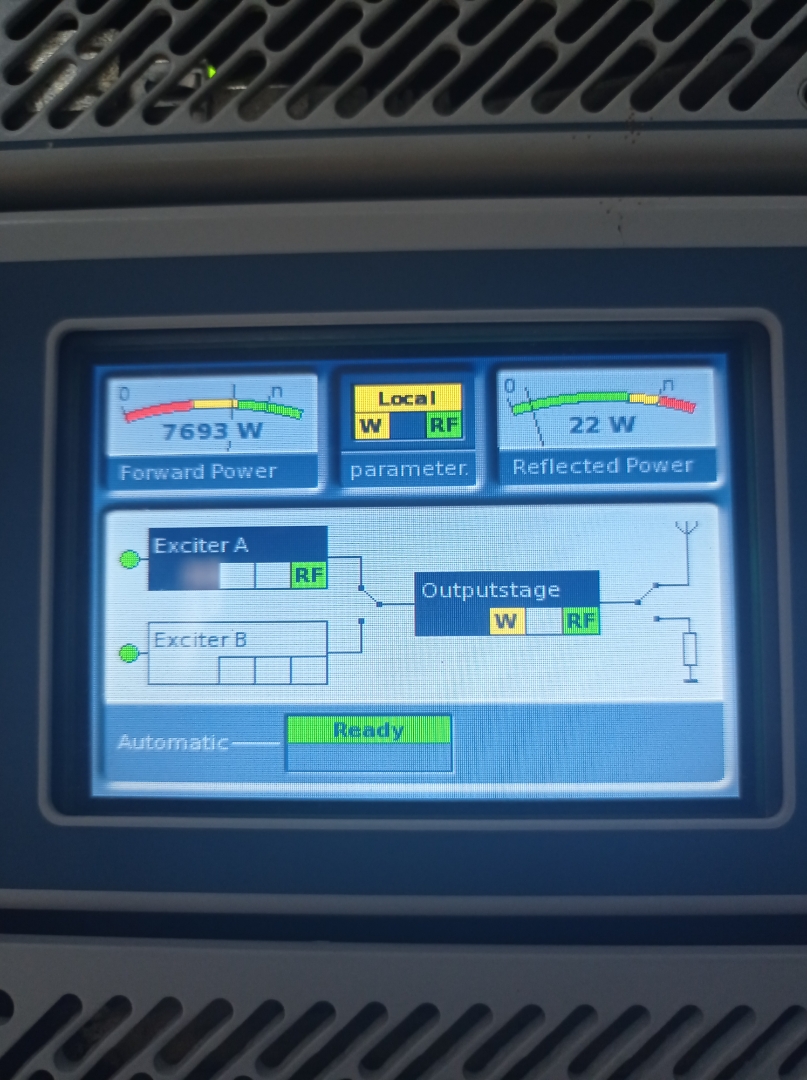 0 n
7693 W
Forward Power
Local
W RF
parameter.
0 n
22 W
Reflected Power
Exciter A
RF
Exciter B
Outputstage
W RF
Automatic
Ready